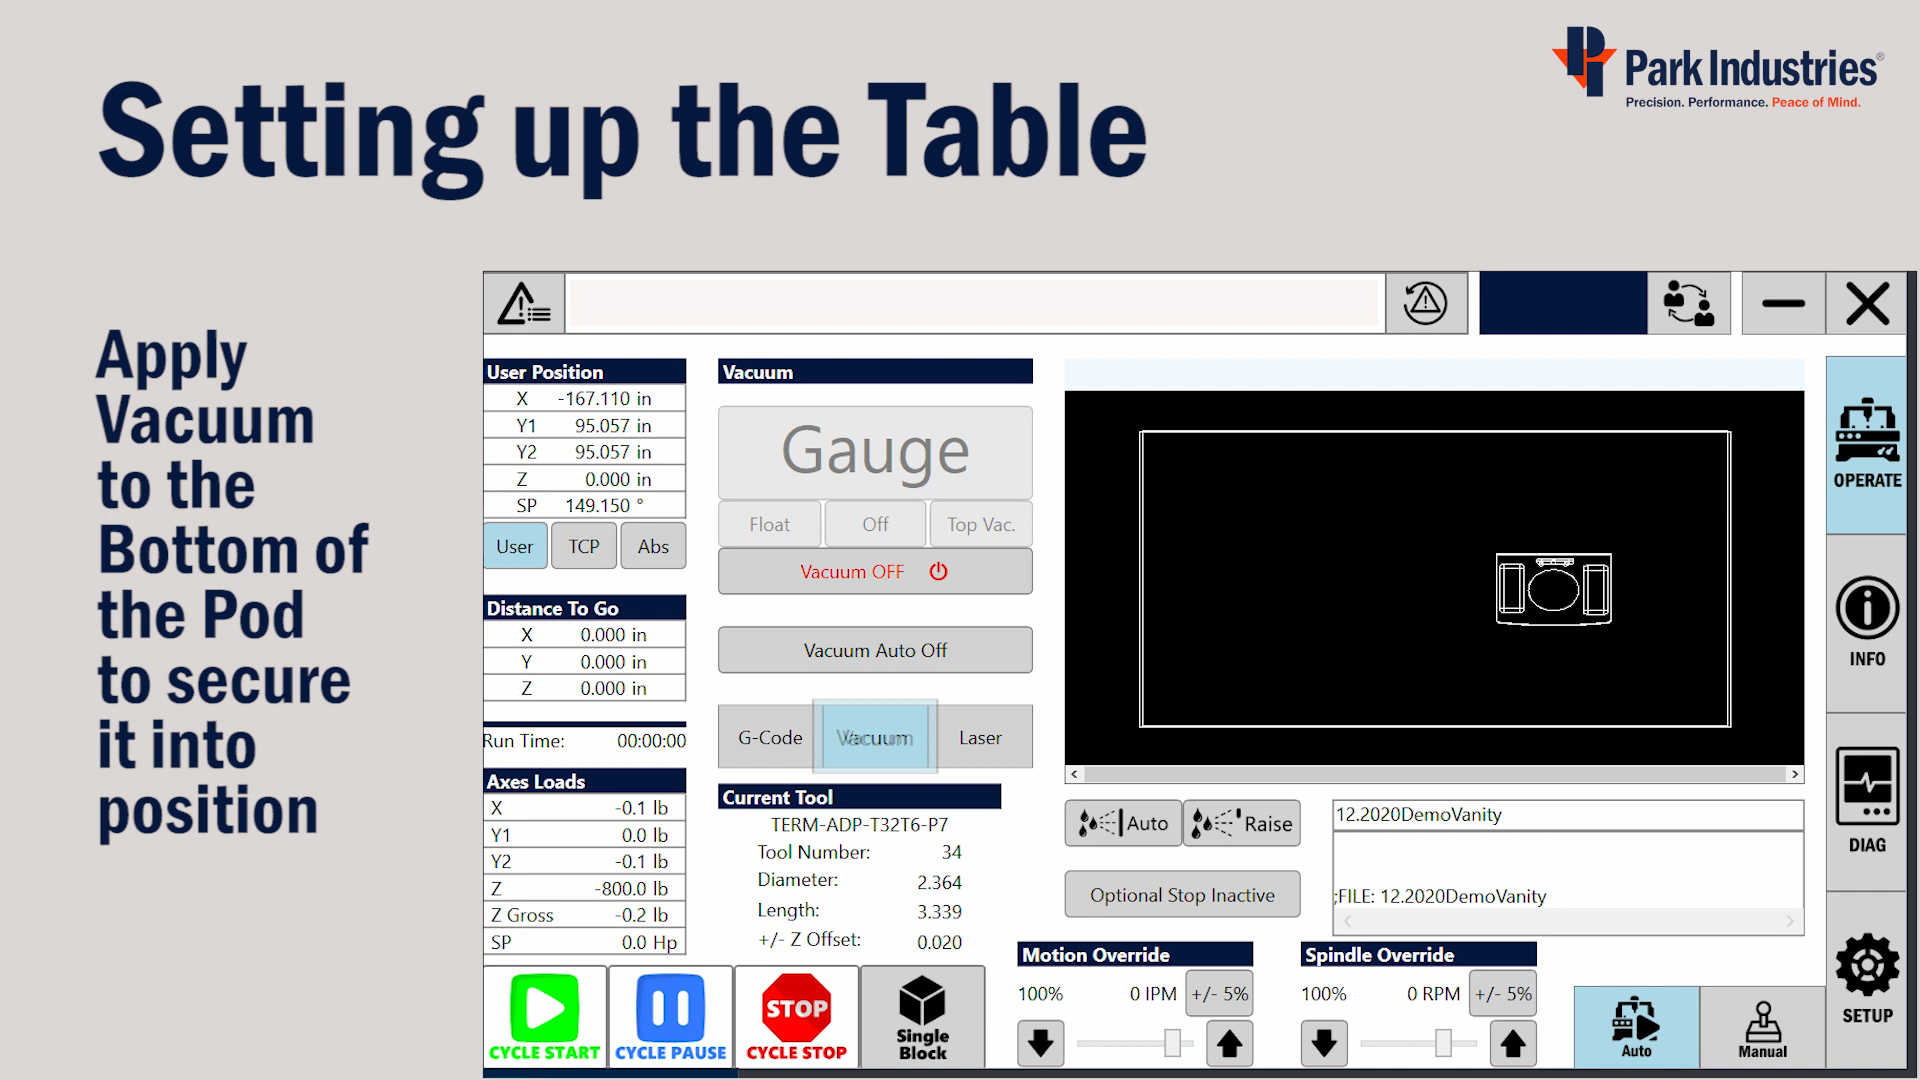 Setting up the Table
Park Industries®
Precision. Performance. Peace of Mind.
Apply
Vacuum
to the
Bottom of
the Pod
to secure
it into
position
User Position
X -167.110 in
Y1 95.057 in
Y2 95.057 in
Z 0.000 in
SP 149.150 °
User TCP Abs
Distance To Go
X 0.000 in
Y 0.000 in
Z 0.000 in
Run Time: 00:00:00
Axes Loads
X -0.1 lb
Y1 0.0 lb
Y2 -0.1 lb
Z -800.0 lb
Z Gross -0.2 lb
SP 0.0 Hp
CYCLE START
CYCLE PAUSE
STOP
CYCLE STOP
Single
Block
Vacuum
Gauge
Float Off Top Vac.
Vacuum OFF
Vacuum Auto Off
G-Code Vacuum Laser
Current Tool
TERM-ADP-T32T6-P7
Tool Number: 34
Diameter: 2.364
Length: 3.339
+/- Z Offset: 0.020
Auto Raise
Optional Stop Inactive
12.2020DemoVanity
;FILE: 12.2020DemoVanity
Motion Override
100% 0 IPM +/- 5%
Spindle Override
100% 0 RPM +/- 5%
Auto
Manual
OPERATE
INFO
DIAG
SETUP